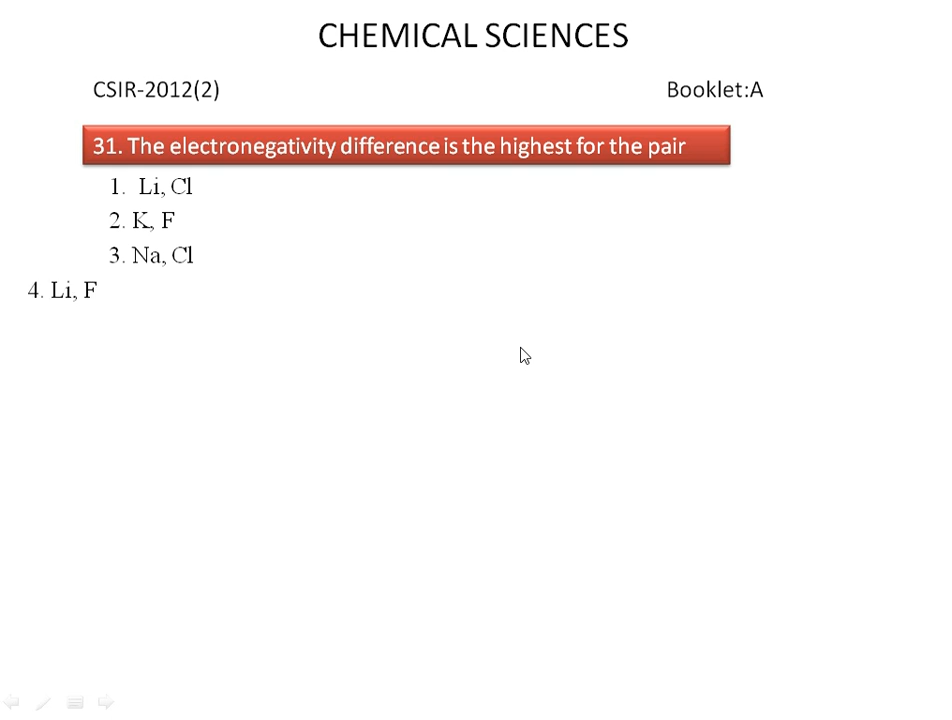 CHEMICAL SCIENCES
CSIR-2012(2) Booklet:A
31. The electronegativity difference is the highest for the pair
1. Li, Cl
2. K, F
3. Na, Cl
4. Li, F